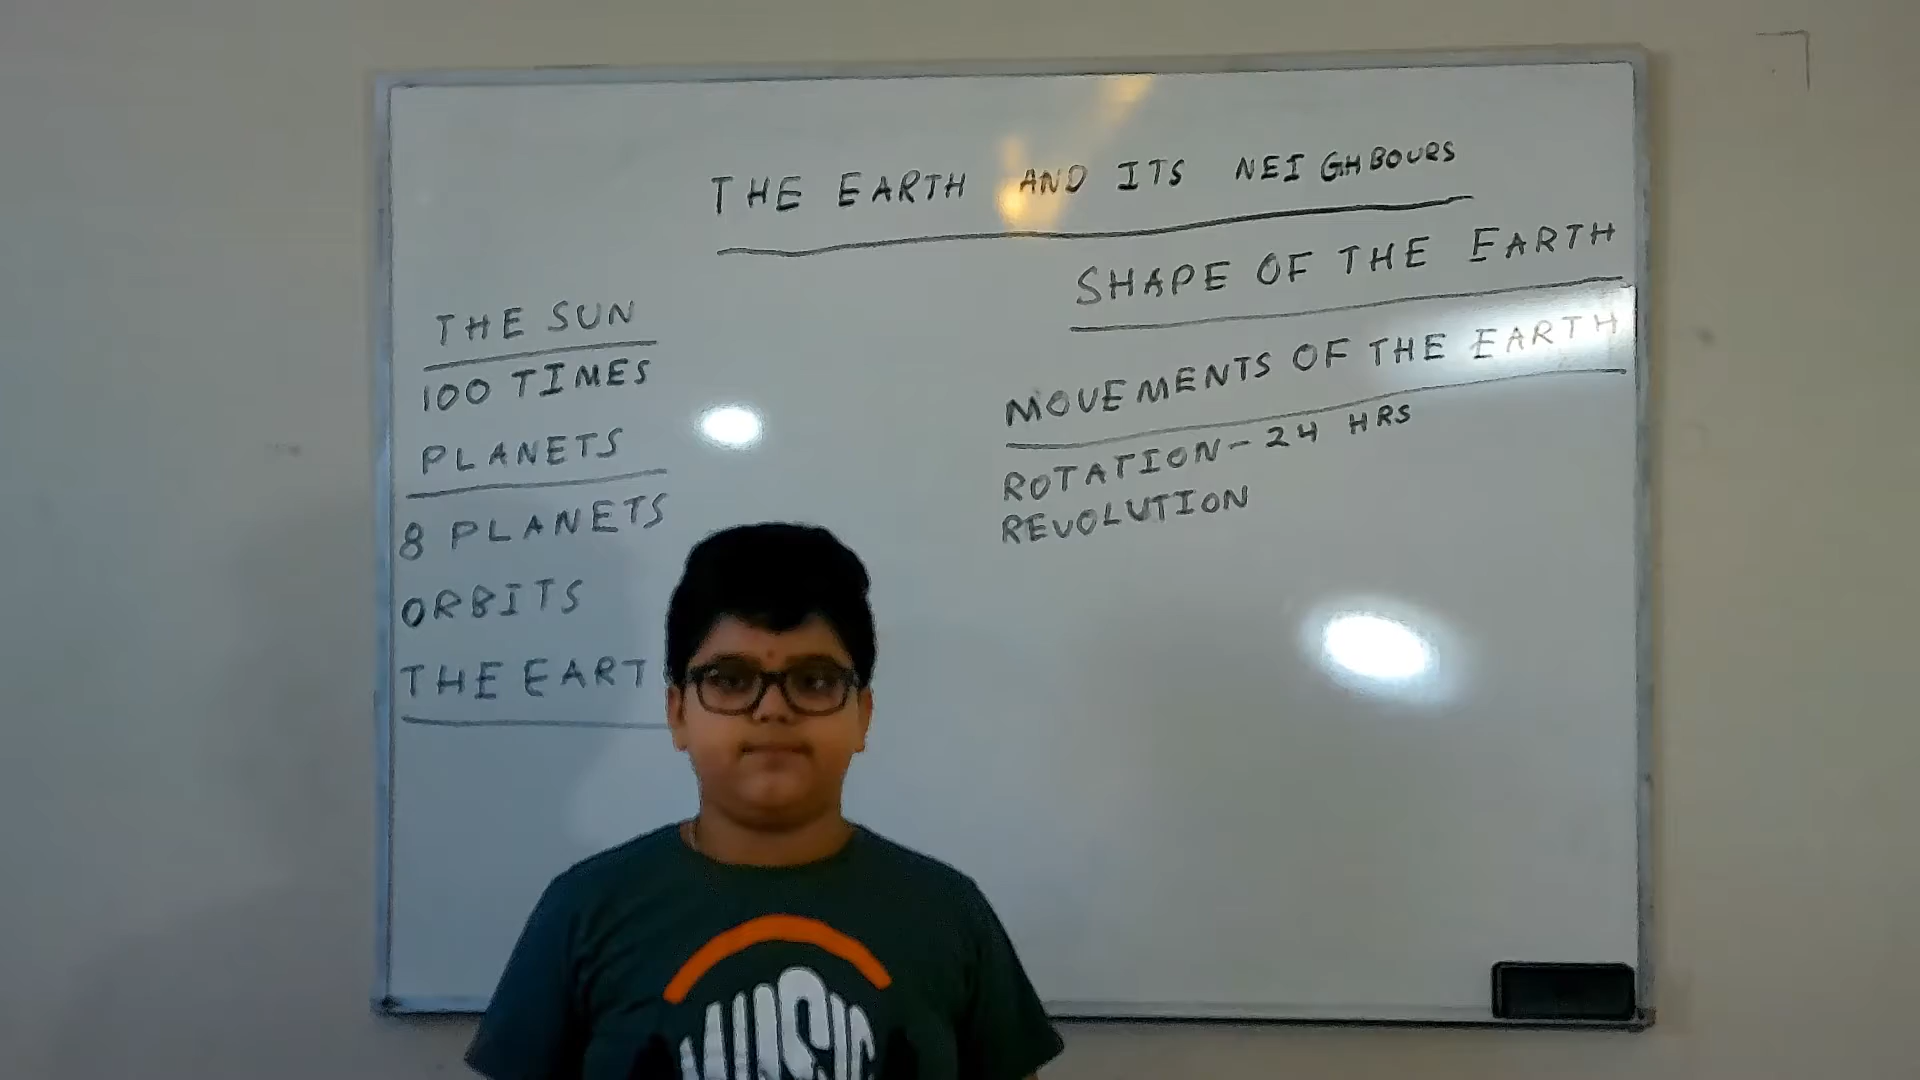 THE EARTH AND ITS NEIGHBOURS
THE SUN
100 TIMES
PLANETS
8 PLANETS
ORBITS
THE EART
SHAPE OF THE EARTH
MOVEMENTS OF THE EARTH
ROTATION-24 HRS
REVOLUTION
MUSIC